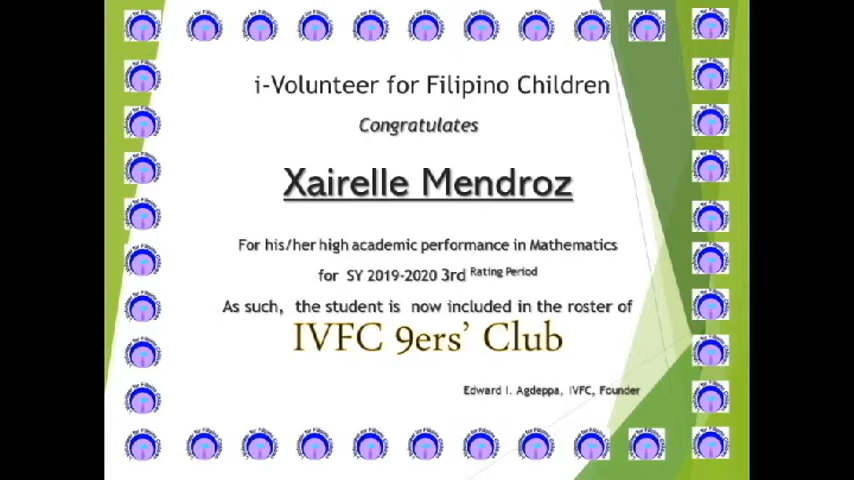 i-Volunteer for Filipino Children
Congratulates
Xairelle Mendroz
For his/her high academic performance in Mathematics
for SY 2019-2020 3rd Rating Period
As such, the student is now included in the roster of
IVFC 9ers' Club
Edward I. Agdeppa, IVFC, Founder